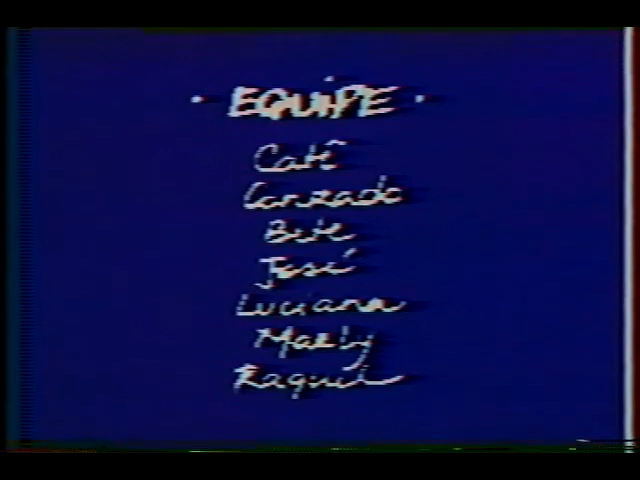 · EQUIPE ·
Catê
Conrado
Bete
José
Luciana
Marly
Raquel